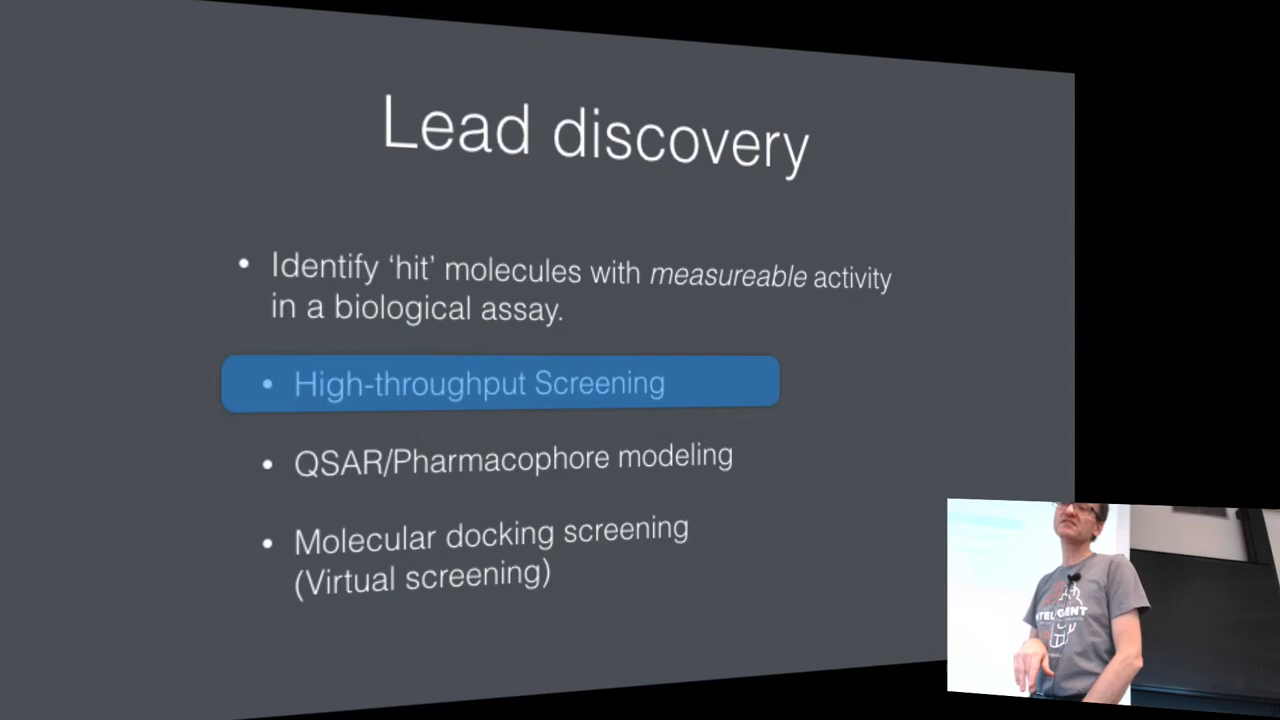 Lead discovery
• Identify ‘hit’ molecules with measureable activity
in a biological assay.
• High-throughput Screening
• QSAR/Pharmacophore modeling
• Molecular docking screening
(Virtual screening)